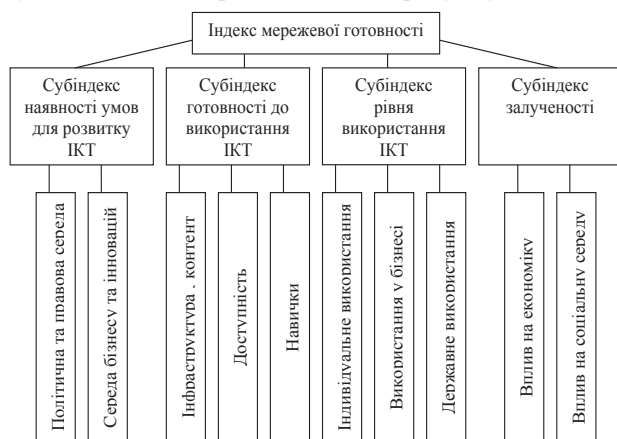 Індекс мережевої готовності
Субіндекс
наявності умов
для розвитку
ІКТ
Субіндекс
готовності до
використання
ІКТ
Субіндекс
рівня
використання
ІКТ
Субіндекс
залученості
Політична та правова середа
Середа бізнесу та інновацій
Інфраструктура . контент
Доступність
Навички
Індивідуальне використання
Використання у бізнесі
Державне використання
Вплив на економіку
Вплив на соціальну середу